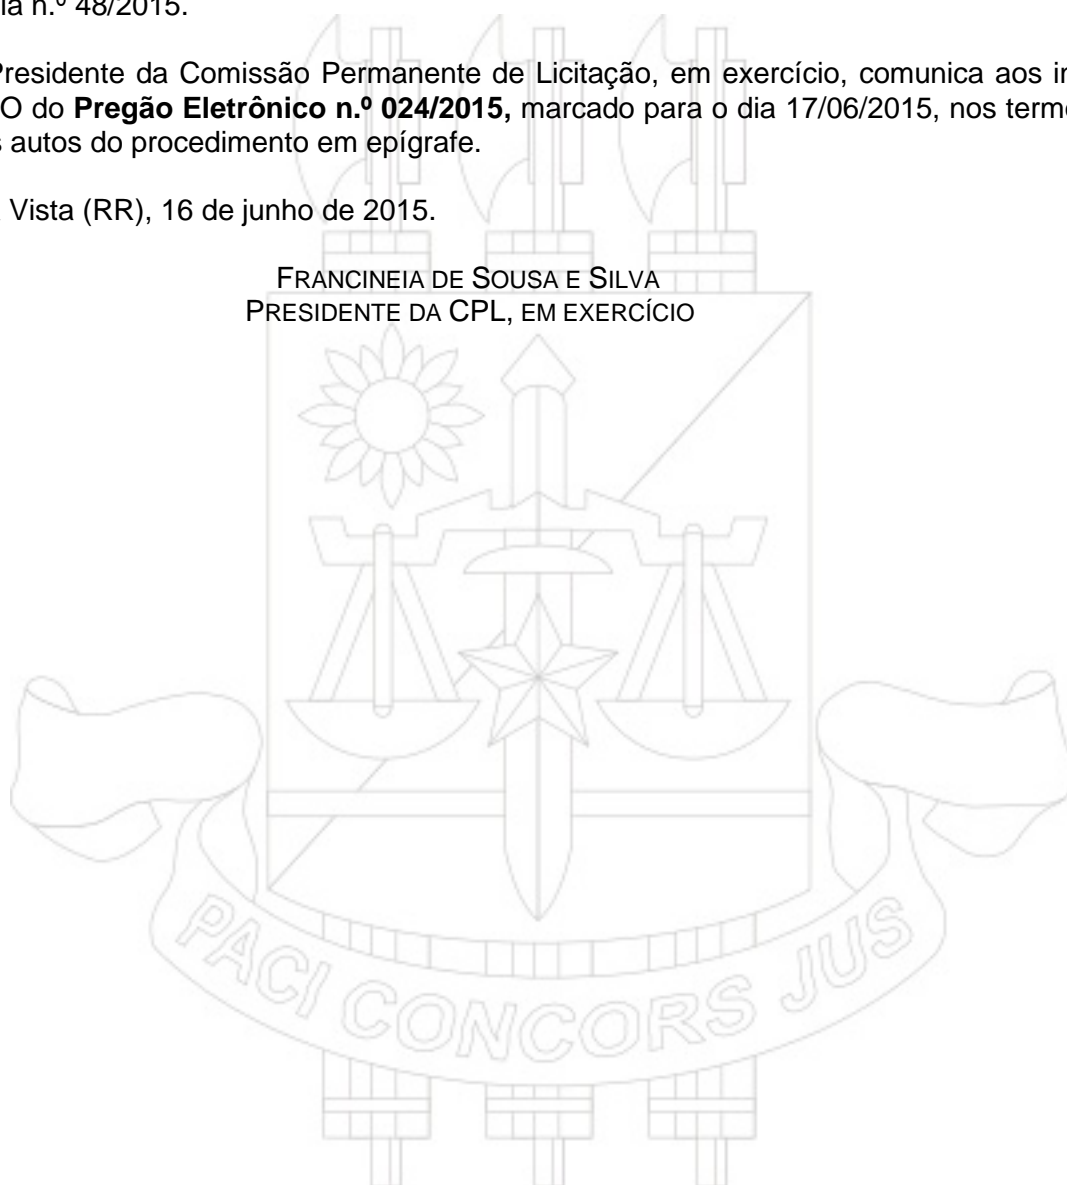 ia n.º 48/2015.
Presidente da Comissão Permanente de Licitação, em exercício, comunica aos in
O do Pregão Eletrônico n.º 024/2015, marcado para o dia 17/06/2015, nos term
s autos do procedimento em epígrafe.
Vista (RR), 16 de junho de 2015.
FRANCINEIA DE SOUSA E SILVA
PRESIDENTE DA CPL, EM EXERCÍCIO
PACI CONCORS JUS